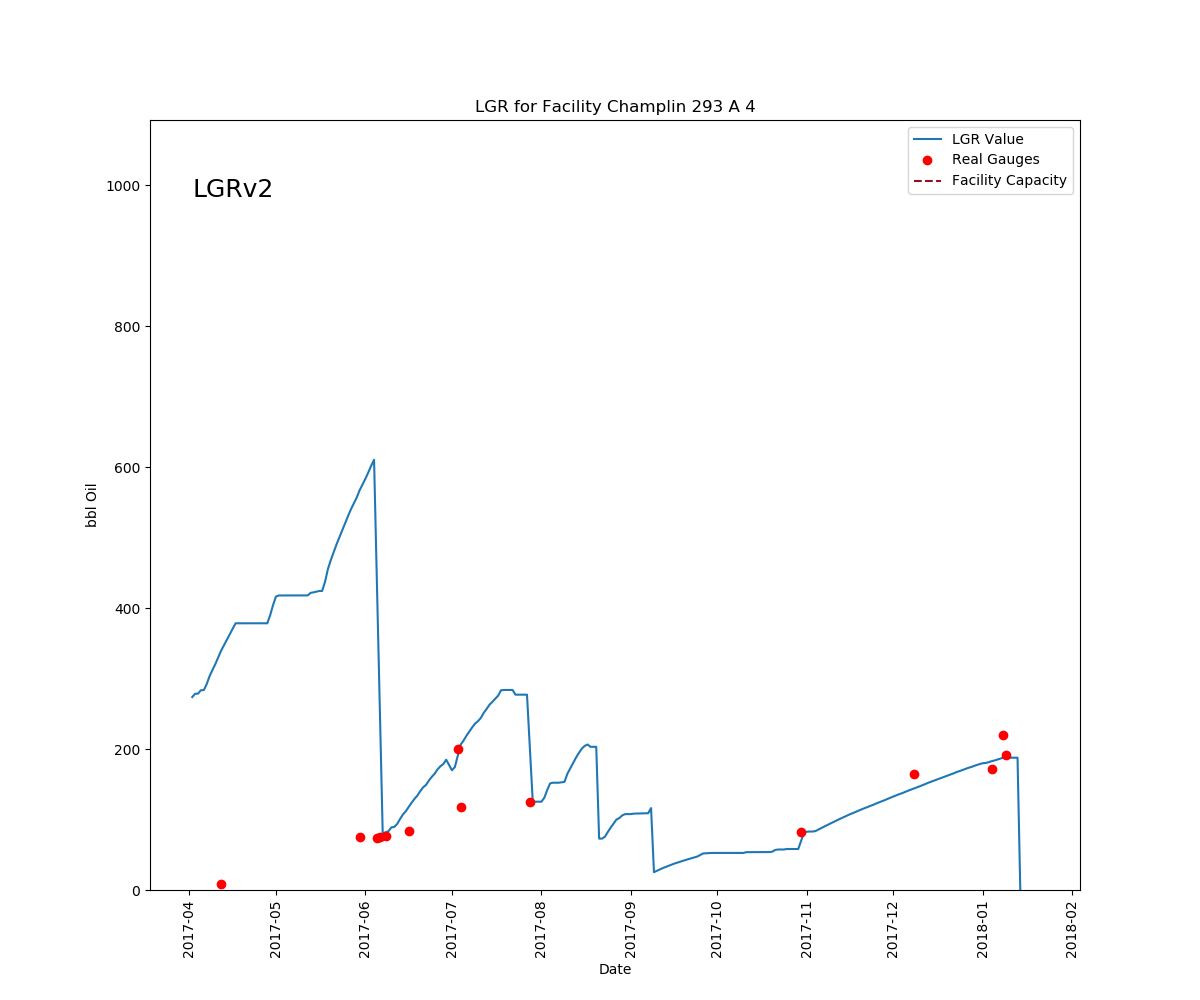 LGR for Facility Champlin 293 A 4
LGRv2
LGR Value
Real Gauges
Facility Capacity
1000
800
600
400
200
0
bbl Oil
2017-04
2017-05
2017-06
2017-07
2017-08
2017-09
2017-10
2017-11
2017-12
2018-01
2018-02
Date